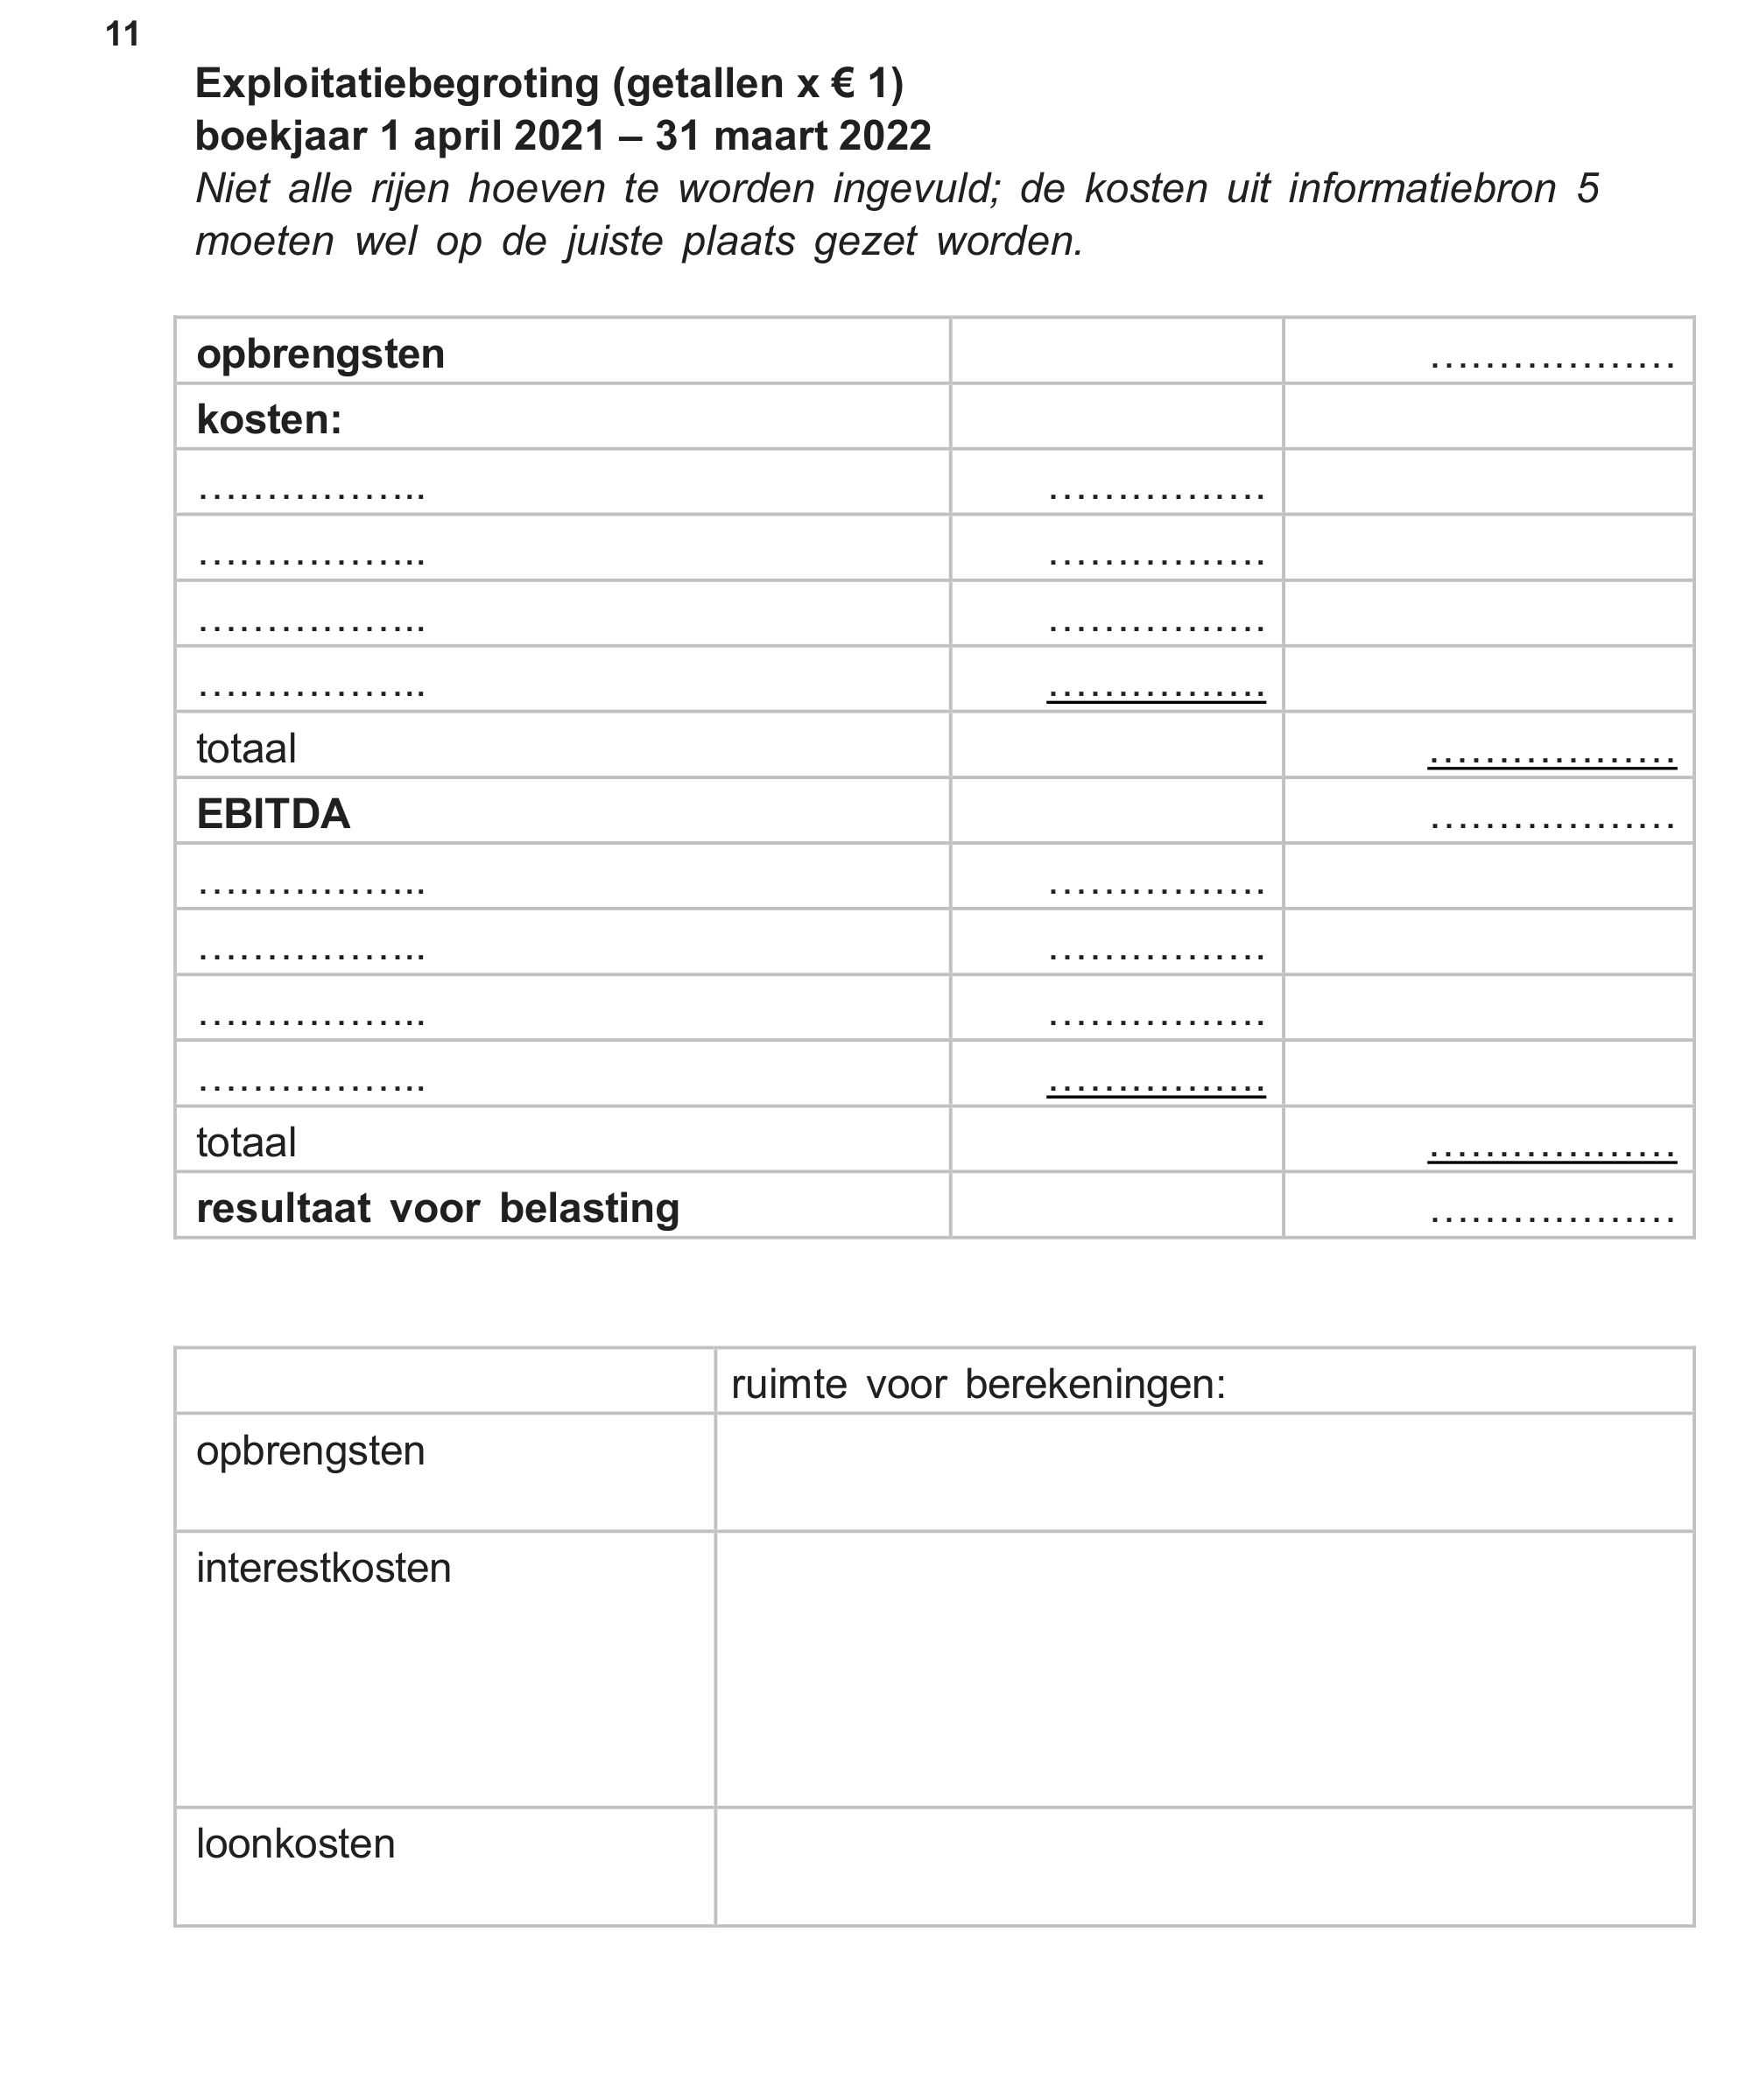 11
Exploitatiebegroting (getallen x € 1)
boekjaar 1 april 2021 – 31 maart 2022
Niet alle rijen hoeven te worden ingevuld; de kosten uit informatiebron 5
moeten wel op de juiste plaats gezet worden.
opbrengsten ………………
kosten:
…………….. …………….
…………….. …………….
…………….. …………….
…………….. …………….
totaal ………………
EBITDA ………………
…………….. …………….
…………….. …………….
…………….. …………….
…………….. …………….
totaal ………………
resultaat voor belasting ………………
ruimte voor berekeningen:
opbrengsten
interestkosten
loonkosten